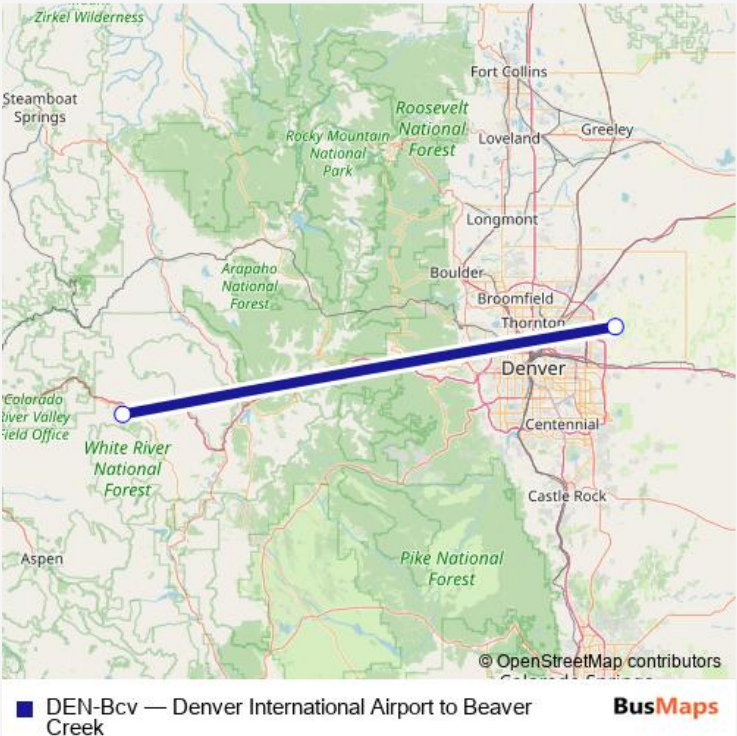 Zirkel Wilderness
Fort Collins
Steamboat
Springs
Roosevelt
National
Forest
Greeley
Rocky Mountain
National
Park
Loveland
Longmont
Arapaho
National
Forest
Boulder
Broomfield
Thornton
Denver
Colorado
River Valley
Field Office
White River
National
Forest
Centennial
Castle Rock
Aspen
Pike National
Forest
© OpenStreetMap contributors
Colorado Springs
DEN-Bcv — Denver International Airport to Beaver
Creek
BusMaps